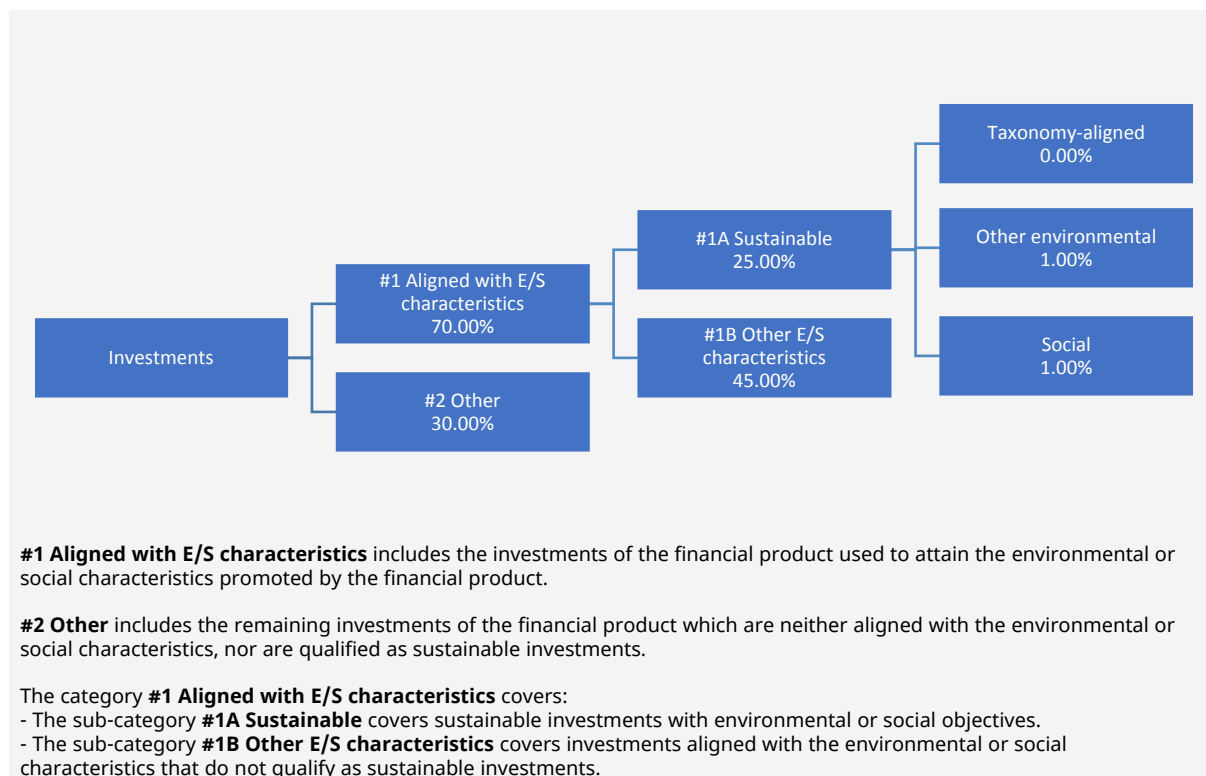 Taxonomy-aligned
0.00%
#1A Sustainable
25.00%
Other environmental
1.00%
#1 Aligned with E/S
characteristics
70.00%
Investments
#1B Other E/S
characteristics
45.00%
Social
1.00%
#2 Other
30.00%
#1 Aligned with E/S characteristics includes the investments of the financial product used to attain the environmental or
social characteristics promoted by the financial product.
#2 Other includes the remaining investments of the financial product which are neither aligned with the environmental or
social characteristics, nor are qualified as sustainable investments.
The category #1 Aligned with E/S characteristics covers:
- The sub-category #1A Sustainable covers sustainable investments with environmental or social objectives.
- The sub-category #1B Other E/S characteristics covers investments aligned with the environmental or social
characteristics that do not qualify as sustainable investments.